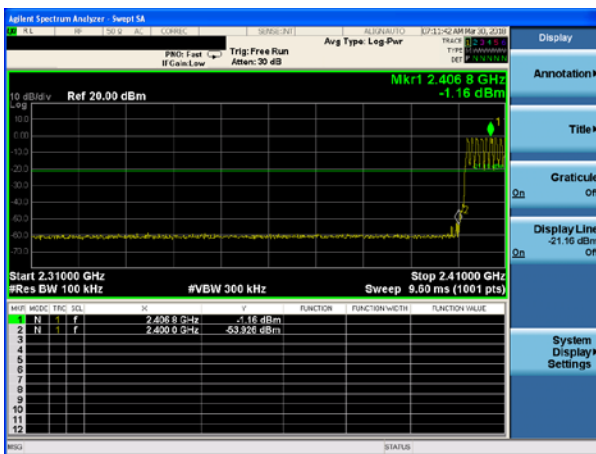 Agilent Spectrum Analyzer - Swept SA
RL RF 50 Ω AC CORREC SENSE:INT ALIGNAUTO 07:11:42 AM Mar 30, 2018
Display
PNO: Fast
IFGain:Low
Trig: Free Run
Atten: 30 dB
Avg Type: Log-Pwr
TRACE 1 2 3 4 5 6
TYPE
DET P NNNNN
Mkr1 2.406 8 GHz
-1.16 dBm
10 dB/div
Log
Ref 20.00 dBm
10.0
0.00
-10.0
-20.0
-30.0
-40.0
-50.0
-60.0
-70.0
1
2
Start 2.31000 GHz
Stop 2.41000 GHz
#Res BW 100 kHz
#VBW 300 kHz
Sweep 9.60 ms (1001 pts)
MKR MODE TRC SCL X Y FUNCTION FUNCTION WIDTH FUNCTION VALUE
1 N 1 f 2.406 8 GHz -1.16 dBm
2 N 1 f 2.400 0 GHz -53.926 dBm
3
4
5
6
7
8
9
10
11
12
MSG
STATUS
Annotation
Title
Graticule
On Off
Display Line
-21.16 dBm
On Off
System
Display
Settings